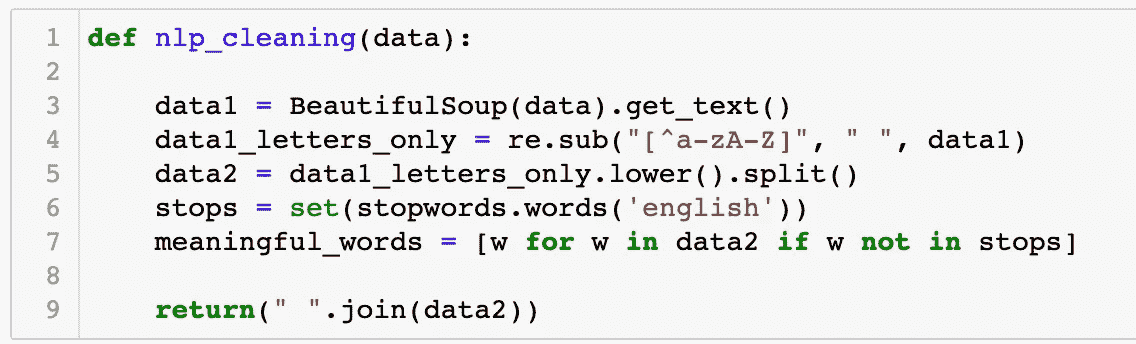 1 def nlp_cleaning(data):
2
3     data1 = BeautifulSoup(data).get_text()
4     data1_letters_only = re.sub("[^a-zA-Z]", " ", data1)
5     data2 = data1_letters_only.lower().split()
6     stops = set(stopwords.words('english'))
7     meaningful_words = [w for w in data2 if w not in stops]
8
9     return(" ".join(data2))